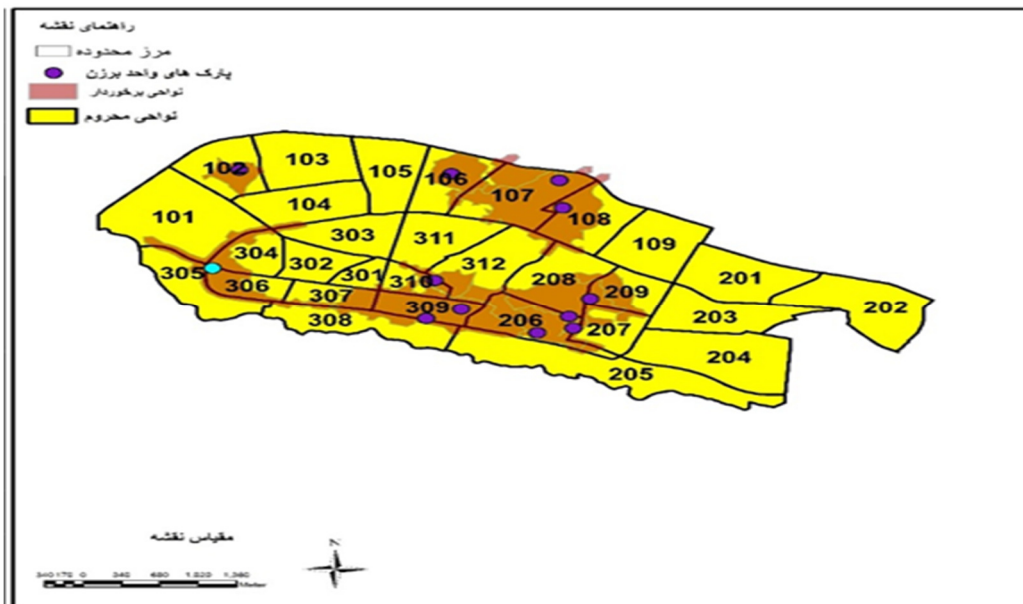 راهنمای نقشه
مرز محدوده
پارک های واحد برزن
نواحی برخوردار
نواحی محروم
102 103 105 106 107 108 109
101 104 303 311
304 302 301 310 312 208 209 201 202
305 306 307 309 206 207 203
308 205 204
مقیاس نقشه
N
340 170 0 340 680 1,020 1,360
Meter